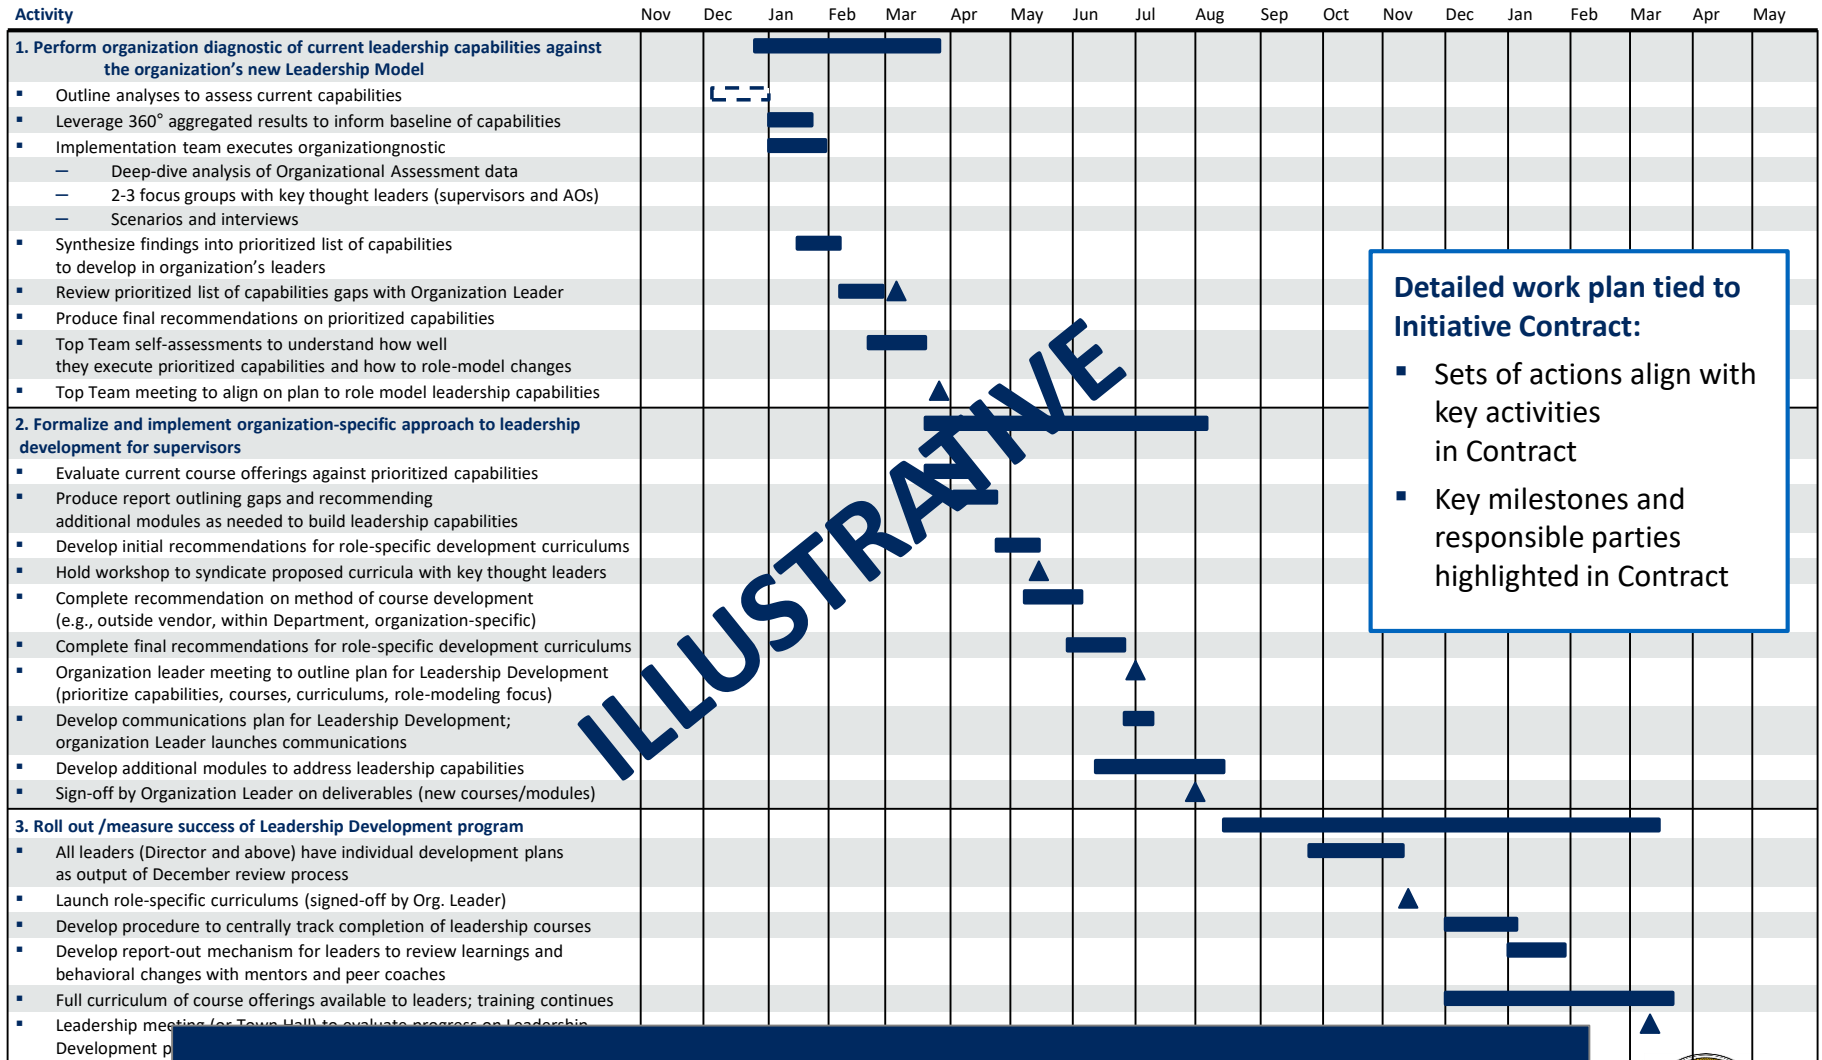 Activity Nov Dec Jan Feb Mar Apr May Jun Jul Aug Sep Oct Nov Dec Jan Feb Mar Apr May
1. Perform organization diagnostic of current leadership capabilities against
the organization's new Leadership Model
▪ Outline analyses to assess current capabilities
▪ Leverage 360° aggregated results to inform baseline of capabilities
▪ Implementation team executes organizationgnostic
— Deep-dive analysis of Organizational Assessment data
— 2-3 focus groups with key thought leaders (supervisors and AOs)
— Scenarios and interviews
▪ Synthesize findings into prioritized list of capabilities
to develop in organization's leaders
▪ Review prioritized list of capabilities gaps with Organization Leader
▪ Produce final recommendations on prioritized capabilities
▪ Top Team self-assessments to understand how well
they execute prioritized capabilities and how to role-model changes
▪ Top Team meeting to align on plan to role model leadership capabilities
2. Formalize and implement organization-specific approach to leadership
development for supervisors
▪ Evaluate current course offerings against prioritized capabilities
▪ Produce report outlining gaps and recommending
additional modules as needed to build leadership capabilities
▪ Develop initial recommendations for role-specific development curriculums
▪ Hold workshop to syndicate proposed curricula with key thought leaders
▪ Complete recommendation on method of course development
(e.g., outside vendor, within Department, organization-specific)
▪ Complete final recommendations for role-specific development curriculums
▪ Organization leader meeting to outline plan for Leadership Development
(prioritize capabilities, courses, curriculums, role-modeling focus)
▪ Develop communications plan for Leadership Development;
organization Leader launches communications
▪ Develop additional modules to address leadership capabilities
▪ Sign-off by Organization Leader on deliverables (new courses/modules)
3. Roll out /measure success of Leadership Development program
▪ All leaders (Director and above) have individual development plans
as output of December review process
▪ Launch role-specific curriculums (signed-off by Org. Leader)
▪ Develop procedure to centrally track completion of leadership courses
▪ Develop report-out mechanism for leaders to review learnings and
behavioral changes with mentors and peer coaches
▪ Full curriculum of course offerings available to leaders; training continues
▪ Leadership meeting (or Town Hall) to evaluate progress on Leadership
Development p
ILLUSTRATIVE
Detailed work plan tied to
Initiative Contract:
▪ Sets of actions align with
key activities
in Contract
▪ Key milestones and
responsible parties
highlighted in Contract